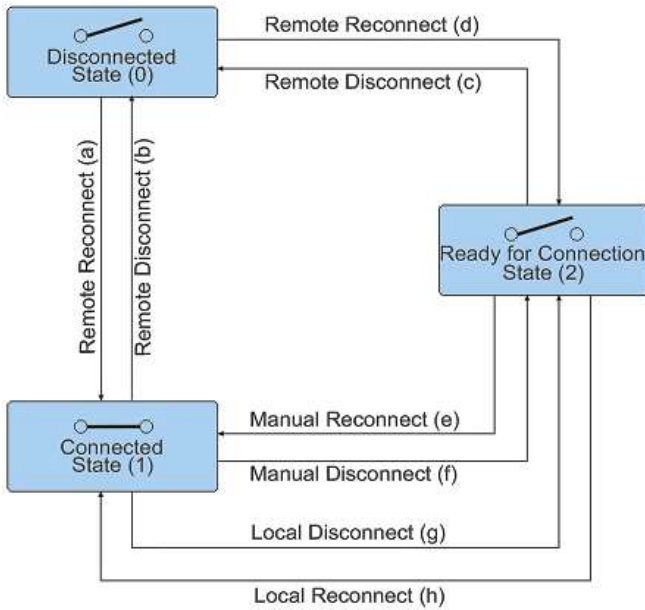 Remote Reconnect (d)
Disconnected
State (0)
Remote Disconnect (c)
Remote Reconnect (a)
Remote Disconnect (b)
Ready for Connection
State (2)
Manual Reconnect (e)
Connected
State (1)
Manual Disconnect (f)
Local Disconnect (g)
Local Reconnect (h)